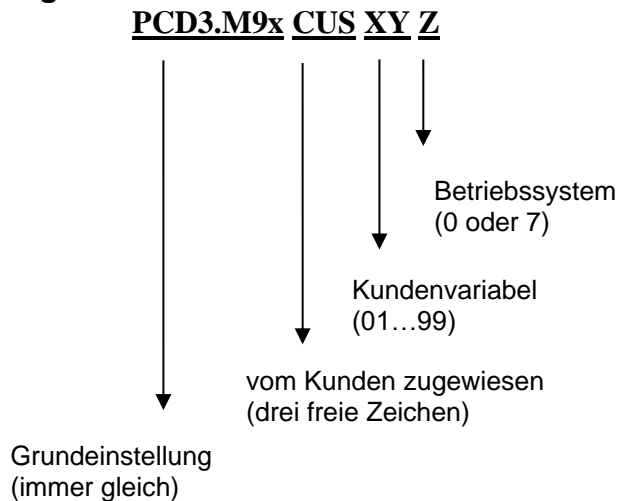 PCD3.M9x CUS XY Z
Betriebssystem
(0 oder 7)
Kundenvariabel
(01…99)
vom Kunden zugewiesen
(drei freie Zeichen)
Grundeinstellung
(immer gleich)